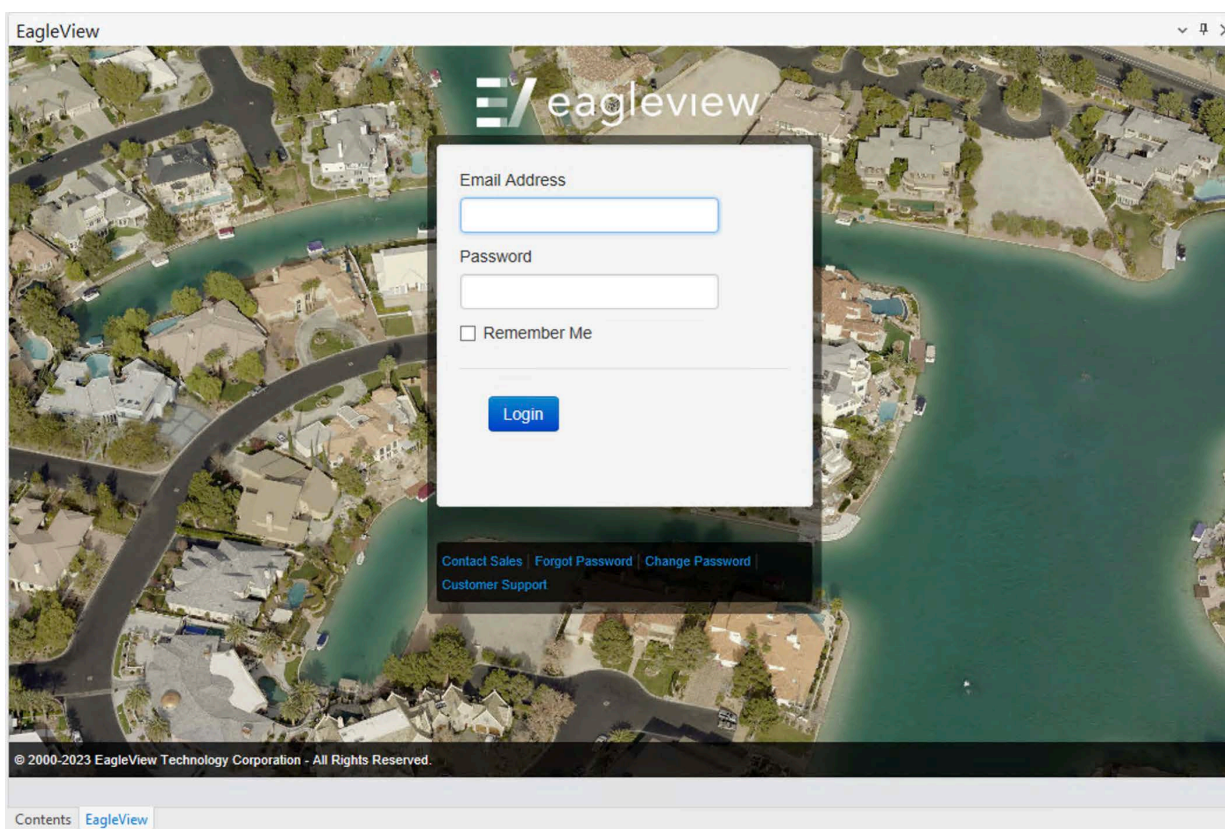 EagleView
eagleview
Email Address
Password
Remember Me
Login
Contact Sales | Forgot Password | Change Password |
Customer Support
© 2000-2023 EagleView Technology Corporation - All Rights Reserved.
Contents EagleView